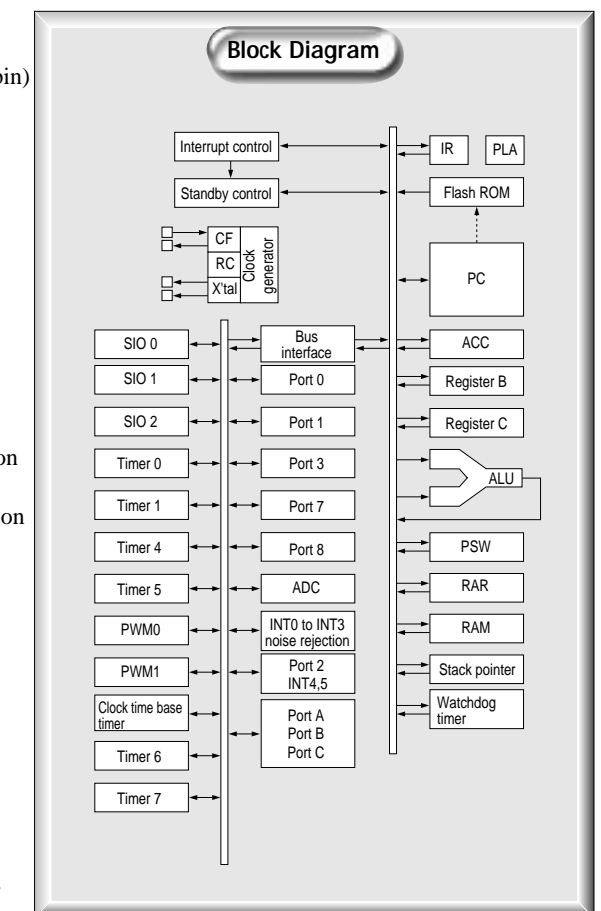 Block Diagram
pin)
Interrupt control
Standby control
IR
PLA
Flash ROM
CF
RC
X'tal
Clock
generator
PC
SIO 0
Bus
interface
ACC
SIO 1
Port 0
Register B
SIO 2
Port 1
Register C
on
Timer 0
Port 3
ALU
on
Timer 1
Port 7
Timer 4
Port 8
PSW
Timer 5
ADC
RAR
PWM0
INT0 to INT3
noise rejection
RAM
PWM1
Port 2
INT4,5
Stack pointer
Clock time base
timer
Port A
Port B
Port C
Watchdog
timer
Timer 6
Timer 7